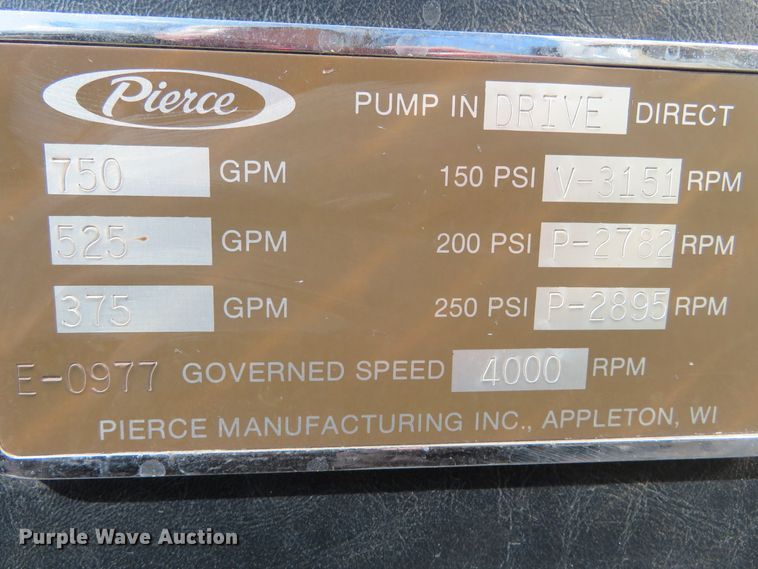 Pierce PUMP IN DRIVE DIRECT
750 GPM 150 PSI V-3151 RPM
525 GPM 200 PSI P-2782 RPM
375 GPM 250 PSI P-2895 RPM
E-0977 GOVERNED SPEED 4000 RPM
PIERCE MANUFACTURING INC., APPLETON, WI
Purple Wave Auction